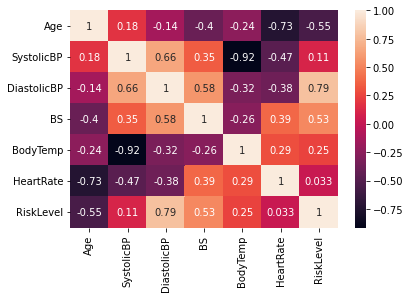 1.00
Age 1 0.18 -0.14 -0.4 -0.24 -0.73 -0.55
0.75
SystolicBP 0.18 1 0.66 0.35 -0.92 -0.47 0.11
0.50
DiastolicBP -0.14 0.66 1 0.58 -0.32 -0.38 0.79
0.25
BS -0.4 0.35 0.58 1 -0.26 0.39 0.53
0.00
BodyTemp -0.24 -0.92 -0.32 -0.26 1 0.29 0.25
-0.25
HeartRate -0.73 -0.47 -0.38 0.39 0.29 1 0.033
-0.50
RiskLevel -0.55 0.11 0.79 0.53 0.25 0.033 1
-0.75
Age SystolicBP DiastolicBP BS BodyTemp HeartRate RiskLevel